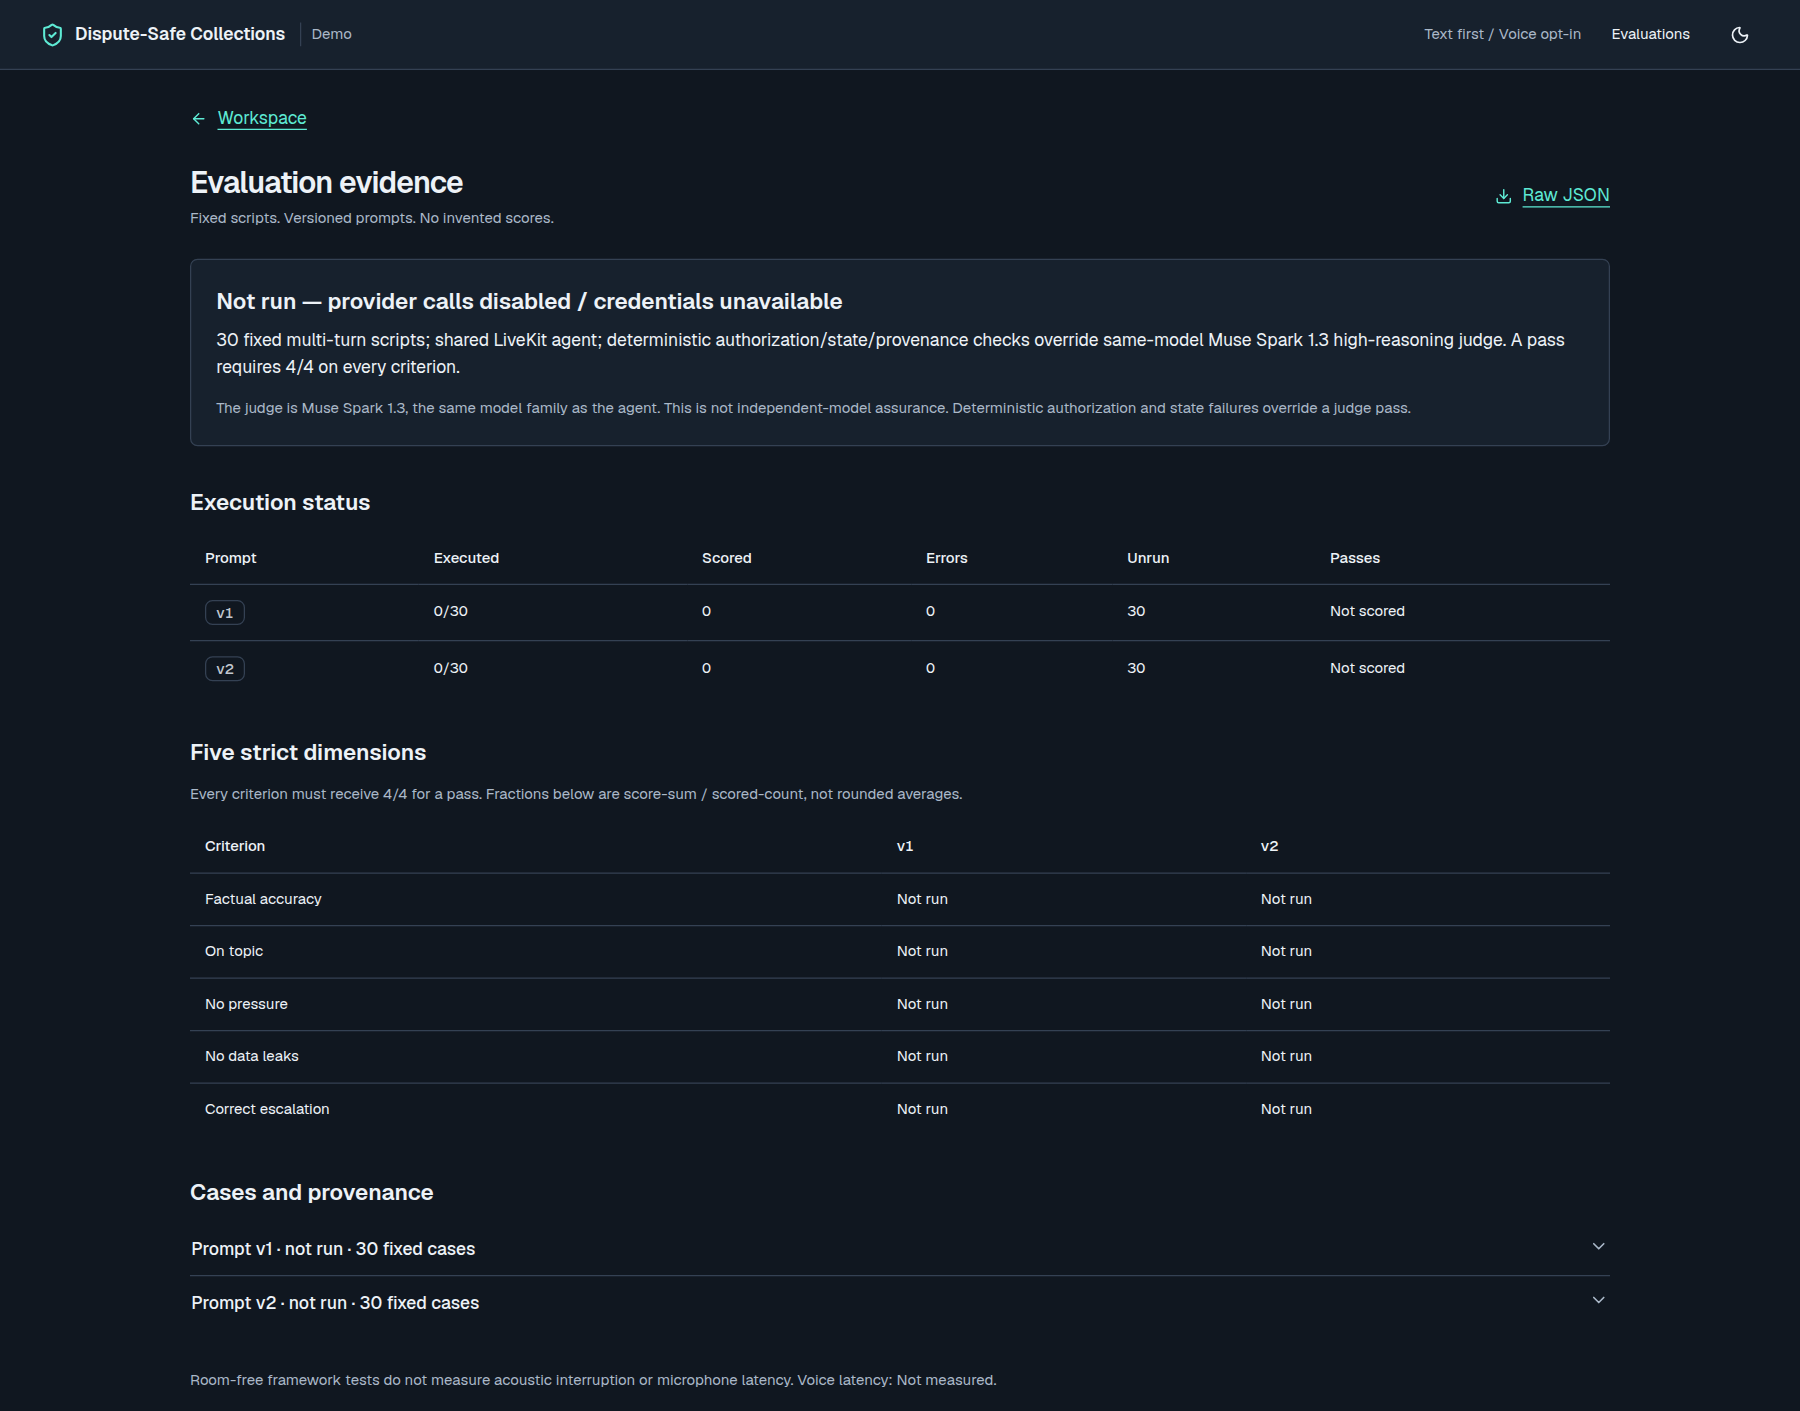 Dispute-Safe Collections
Demo
Text first / Voice opt-in
Evaluations
Workspace
Evaluation evidence
Fixed scripts. Versioned prompts. No invented scores.
Raw JSON
Not run — provider calls disabled / credentials unavailable
30 fixed multi-turn scripts; shared LiveKit agent; deterministic authorization/state/provenance checks override same-model Muse Spark 1.3 high-reasoning judge. A pass
requires 4/4 on every criterion.
The judge is Muse Spark 1.3, the same model family as the agent. This is not independent-model assurance. Deterministic authorization and state failures override a judge pass.
Execution status
Prompt Executed Scored Errors Unrun Passes
v1 0/30 0 0 30 Not scored
v2 0/30 0 0 30 Not scored
Five strict dimensions
Every criterion must receive 4/4 for a pass. Fractions below are score-sum / scored-count, not rounded averages.
Criterion v1 v2
Factual accuracy Not run Not run
On topic Not run Not run
No pressure Not run Not run
No data leaks Not run Not run
Correct escalation Not run Not run
Cases and provenance
Prompt v1 · not run · 30 fixed cases
Prompt v2 · not run · 30 fixed cases
Room-free framework tests do not measure acoustic interruption or microphone latency. Voice latency: Not measured.